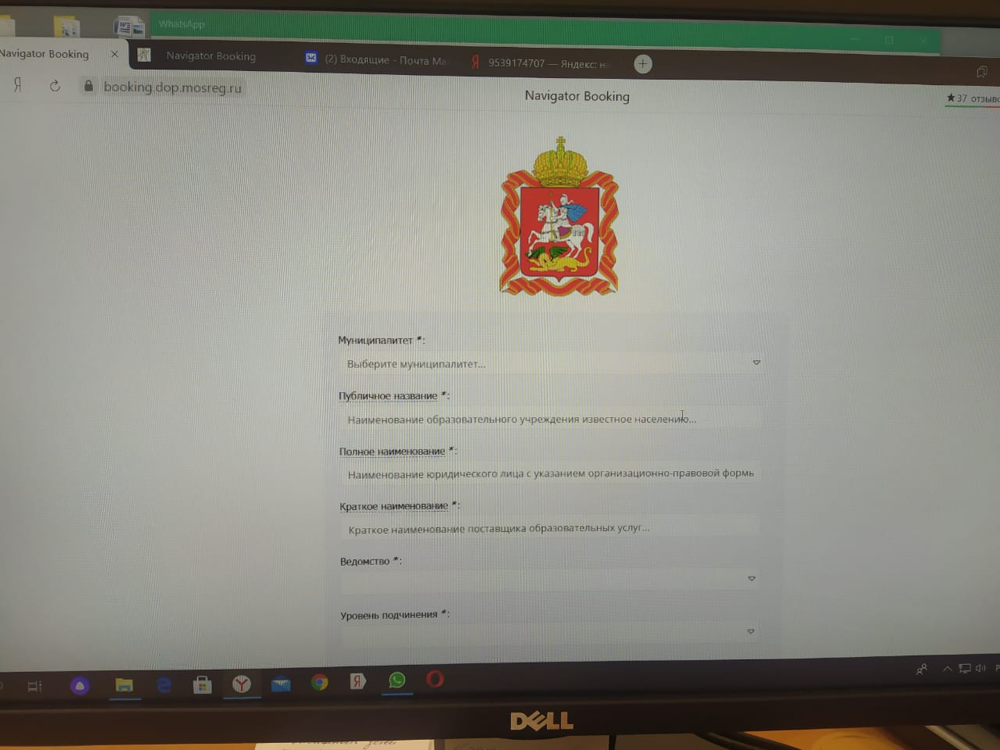 WhatsApp
Navigator Booking
Navigator Booking
(2) Входящие - Почта Ma
9539174707 — Яндекс: н
booking.dop.mosreg.ru
Navigator Booking
★ 37 отзыво
Муниципалитет *:
Выберите муниципалитет...
Публичное название *:
Наименование образовательного учреждения известное населению...
Полное наименование *:
Наименование юридического лица с указанием организационно-правовой формы
Краткое наименование *:
Краткое наименование поставщика образовательных услуг...
Ведомство *:
Уровень подчинения *:
DELL